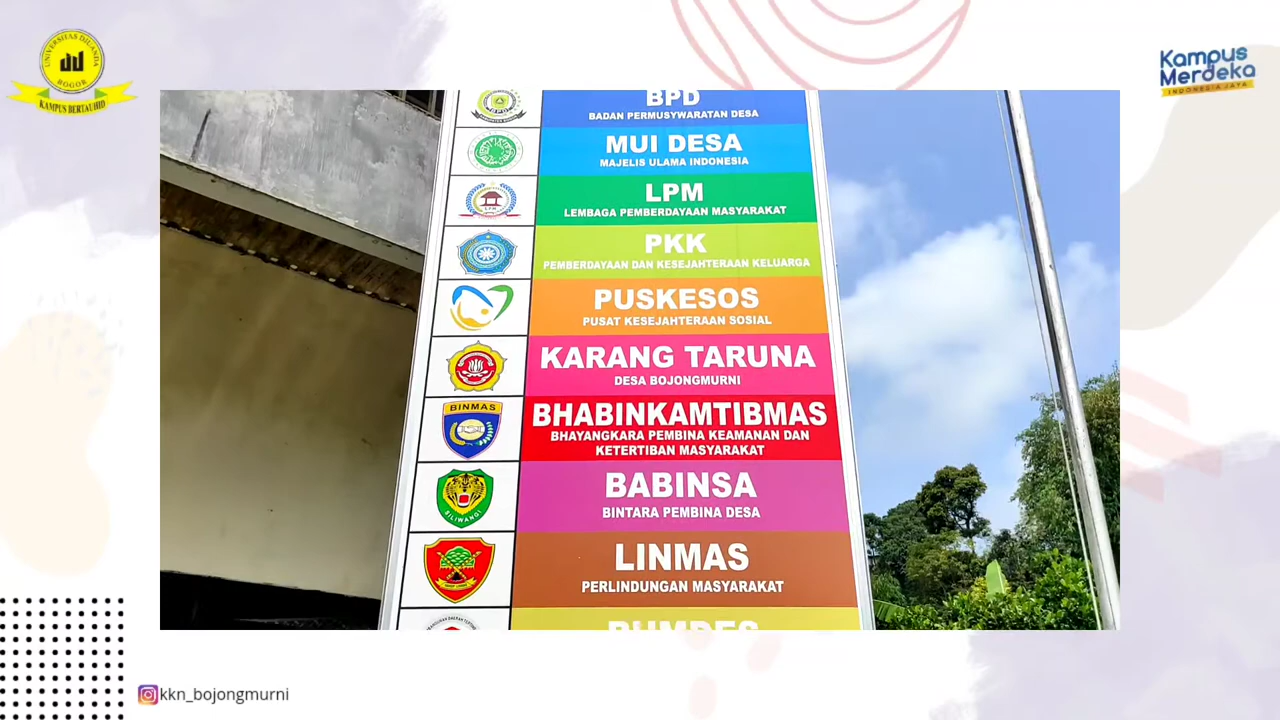 UNIVERSITAS DJUANDA
BOGOR
KAMPUS BERTAUHID
Kampus
Merdeka
INDONESIA JAYA
BPD
BADAN PERMUSYWARATAN DESA
MUI DESA
MAJELIS ULAMA INDONESIA
LPM
LEMBAGA PEMBERDAYAAN MASYARAKAT
PKK
PEMBERDAYAAN DAN KESEJAHTERAAN KELUARGA
PUSKESOS
PUSAT KESEJAHTERAAN SOSIAL
KARANG TARUNA
DESA BOJONGMURNI
BINMAS
BHABINKAMTIBMAS
BHAYANGKARA PEMBINA KEAMANAN DAN
KETERTIBAN MASYARAKAT
SILIWANGI
BABINSA
BINTARA PEMBINA DESA
LINMAS
PERLINDUNGAN MASYARAKAT
BUMDES
kkn_bojongmurni